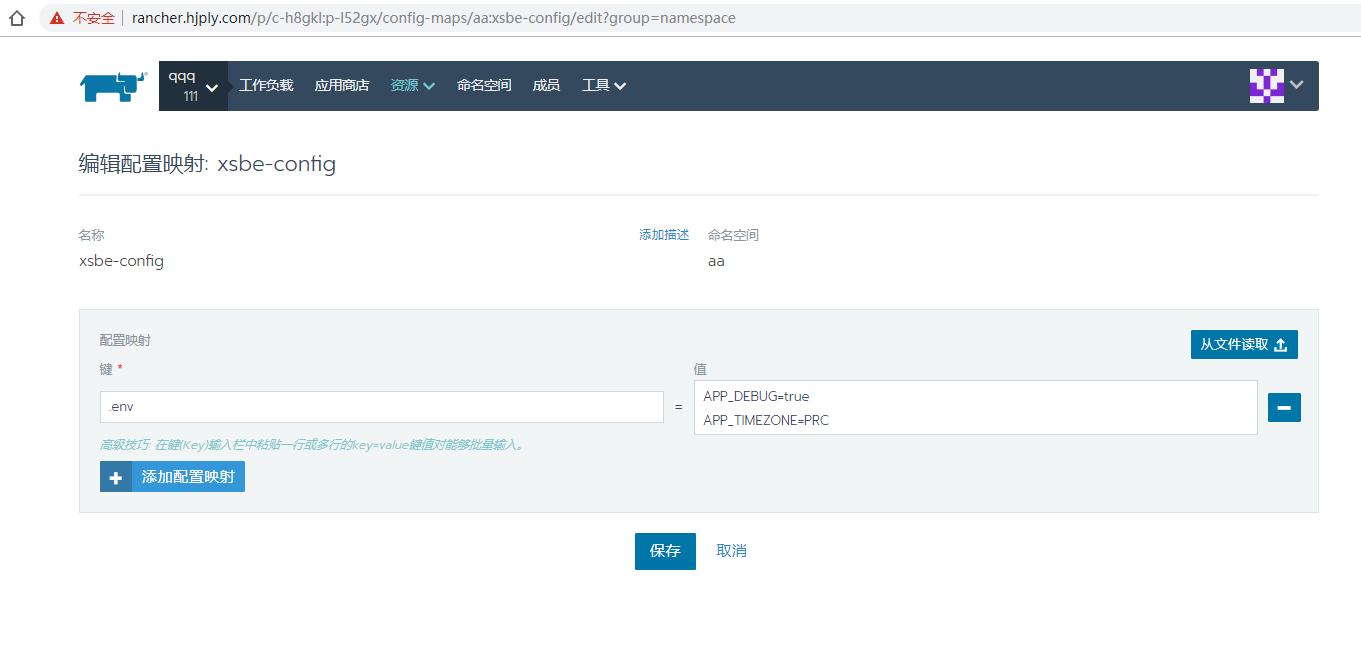 不安全 rancher.hjply.com/p/c-h8gkl:p-l52gx/config-maps/aa:xsbe-config/edit?group=namespace
qqq
111
工作负载 应用商店 资源 命名空间 成员 工具
编辑配置映射: xsbe-config
名称 添加描述 命名空间
xsbe-config aa
配置映射
从文件读取
键 * 值
.env = APP_DEBUG=true
APP_TIMEZONE=PRC
高级技巧: 在键(Key)输入栏中粘贴一行或多行的key=value键值对能够批量输入。
添加配置映射
保存 取消